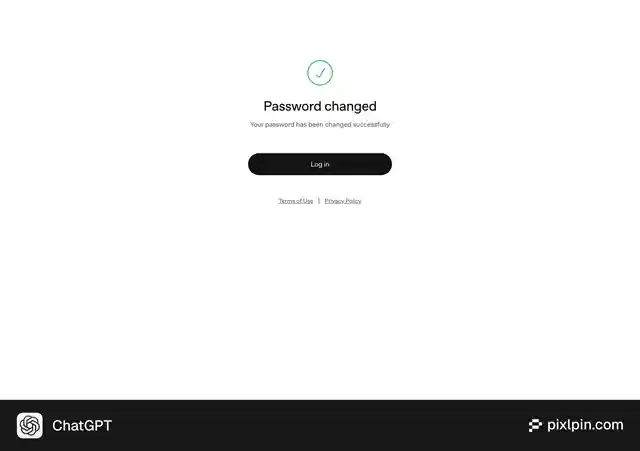 Password changed
Your password has been changed successfully
Log in
Terms of Use | Privacy Policy
ChatGPT
pixlpin.com